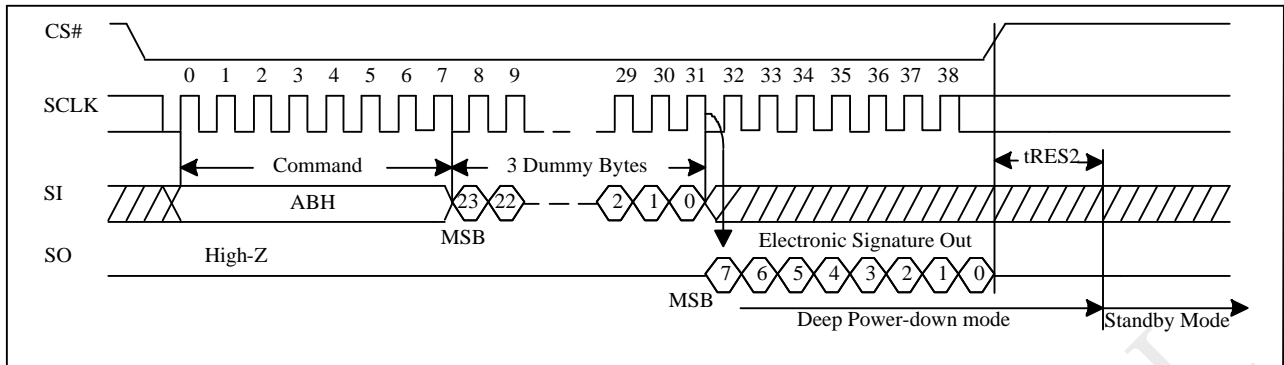 CS#
0 1 2 3 4 5 6 7 8 9 29 30 31 32 33 34 35 36 37 38
SCLK
Command 3 Dummy Bytes tRES2
SI ABH 23 22 2 1 0
MSB
SO High-Z Electronic Signature Out
7 6 5 4 3 2 1 0
MSB
Deep Power-down mode Standby Mode